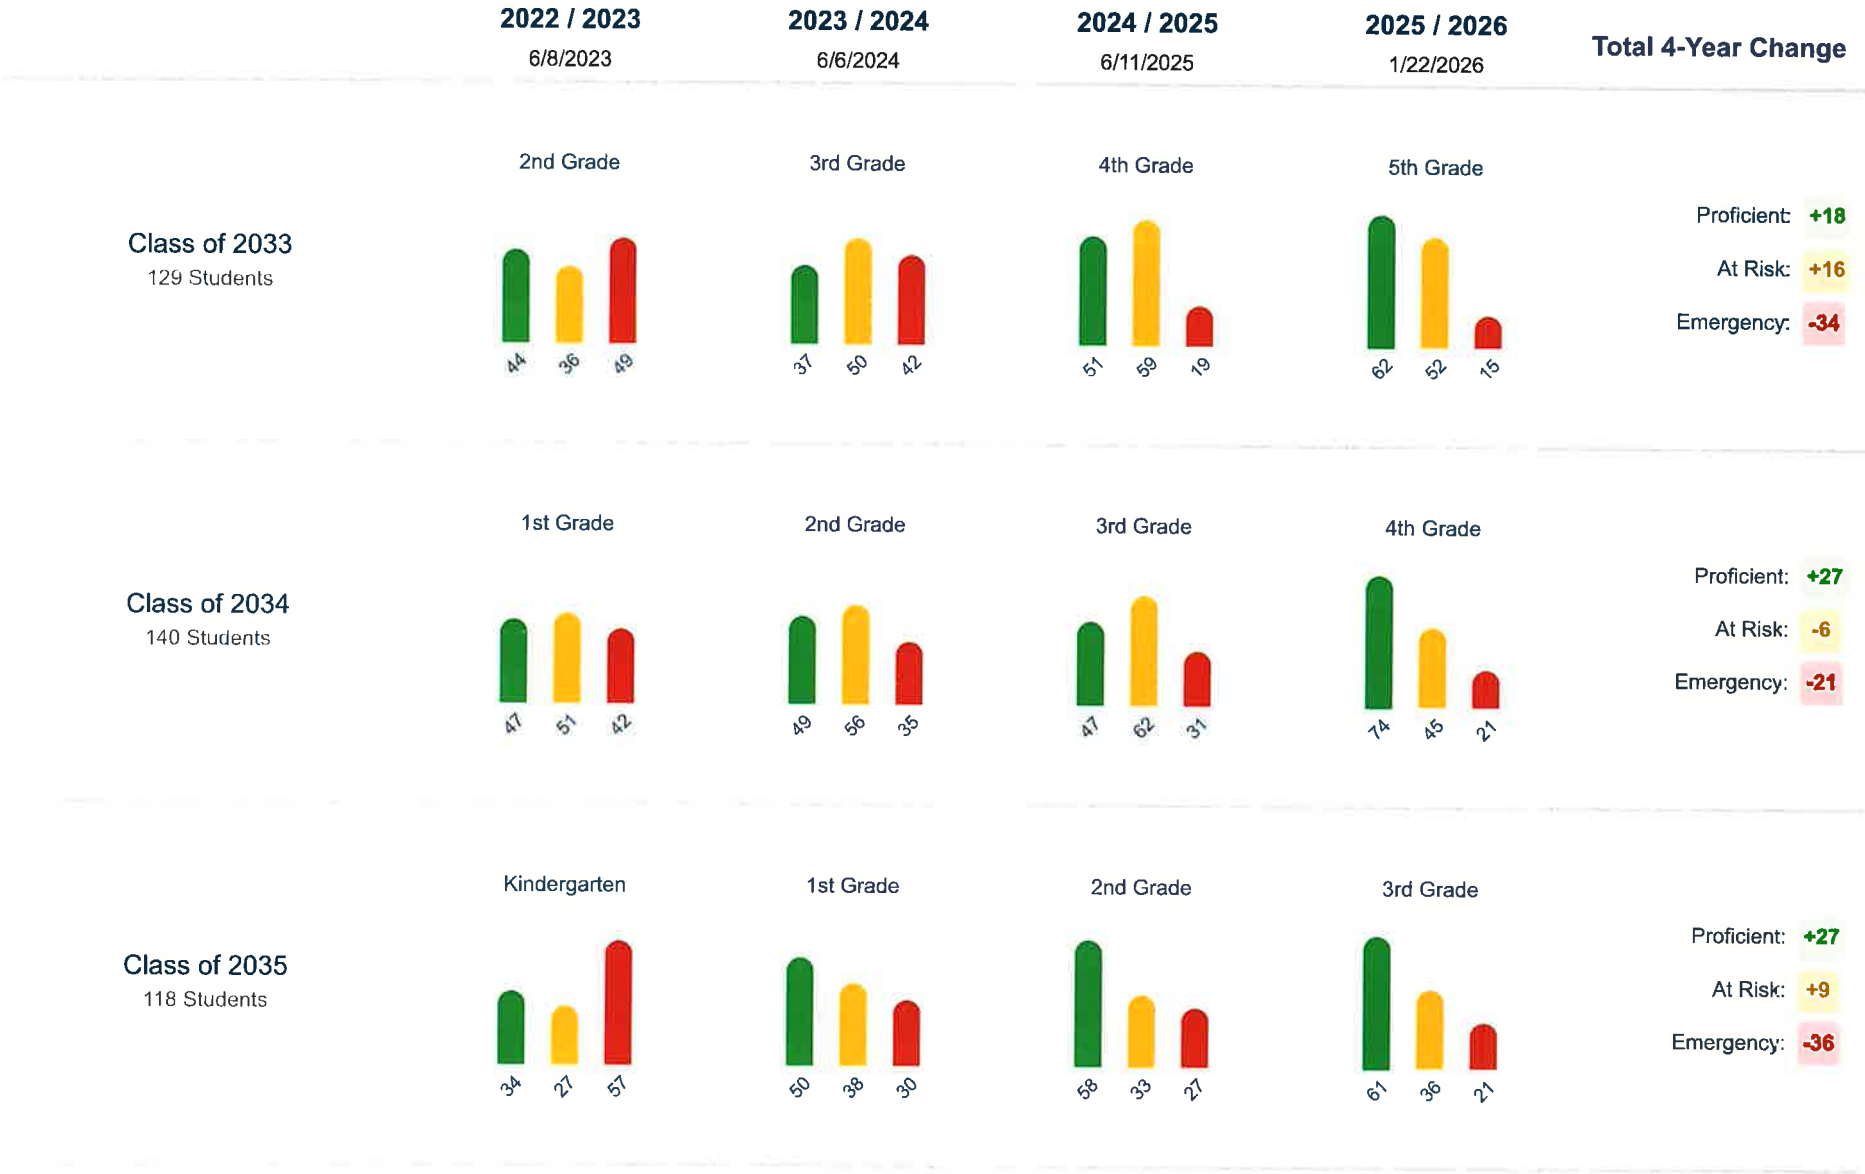 2022 / 2023 2023 / 2024 2024 / 2025 2025 / 2026 Total 4-Year Change
6/8/2023 6/6/2024 6/11/2025 1/22/2026
2nd Grade 3rd Grade 4th Grade 5th Grade
Class of 2033
129 Students
Proficient: +18
At Risk: +16
Emergency: -34
44 36 49 37 50 42 51 59 19 62 52 15
1st Grade 2nd Grade 3rd Grade 4th Grade
Class of 2034
140 Students
Proficient: +27
At Risk: -6
Emergency: -21
47 51 42 49 56 35 47 62 31 74 45 21
Kindergarten 1st Grade 2nd Grade 3rd Grade
Class of 2035
118 Students
Proficient: +27
At Risk: +9
Emergency: -36
34 27 57 50 38 30 58 33 27 61 36 21